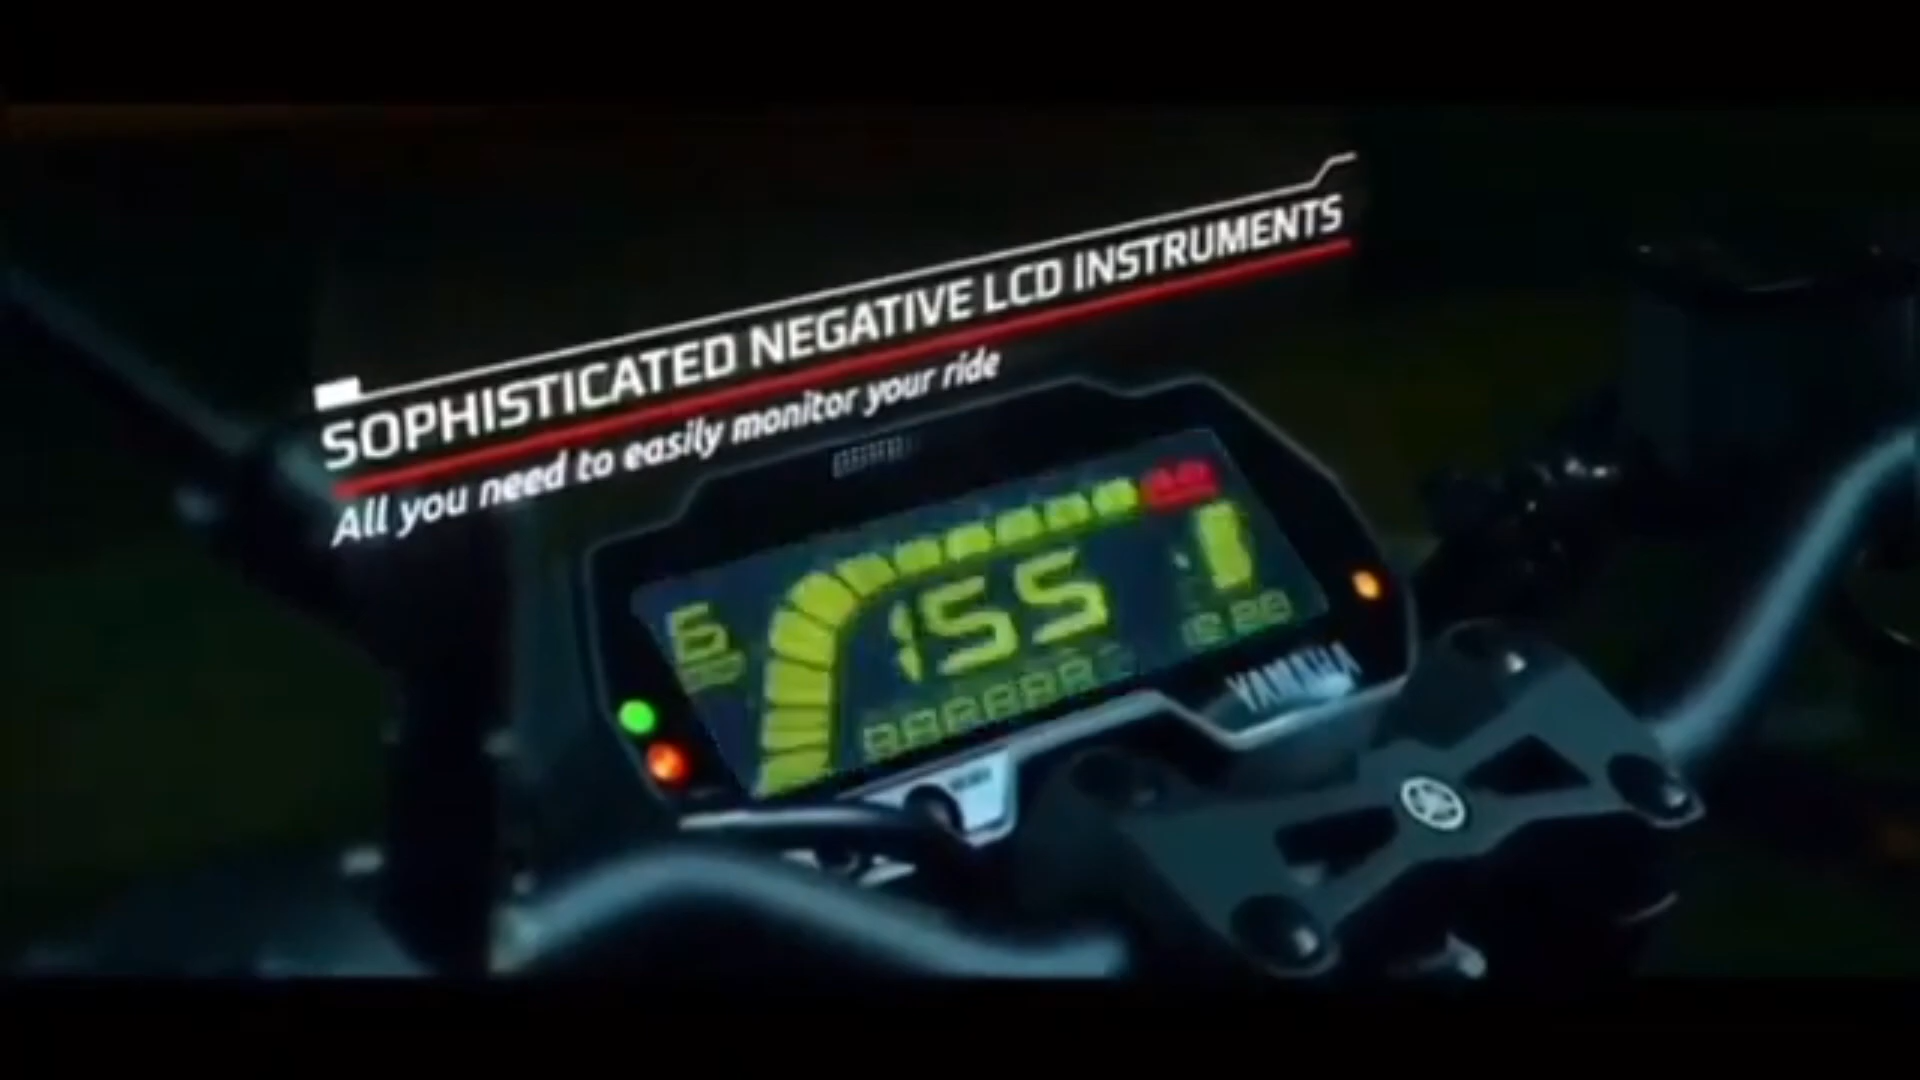 SOPHISTICATED NEGATIVE LCD INSTRUMENTS
All you need to easily monitor your ride
6
155
YAMAHA